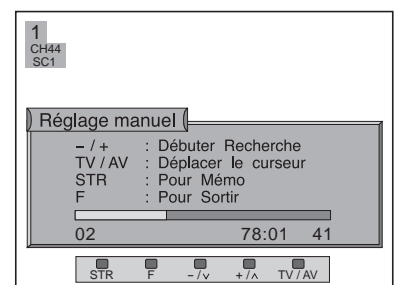 1
CH44
SC1
Réglage manuel
– / + : Débuter Recherche
TV / AV : Déplacer le curseur
STR : Pour Mémo
F : Pour Sortir
02 78:01 41
STR F –/∨ +/∧ TV/AV